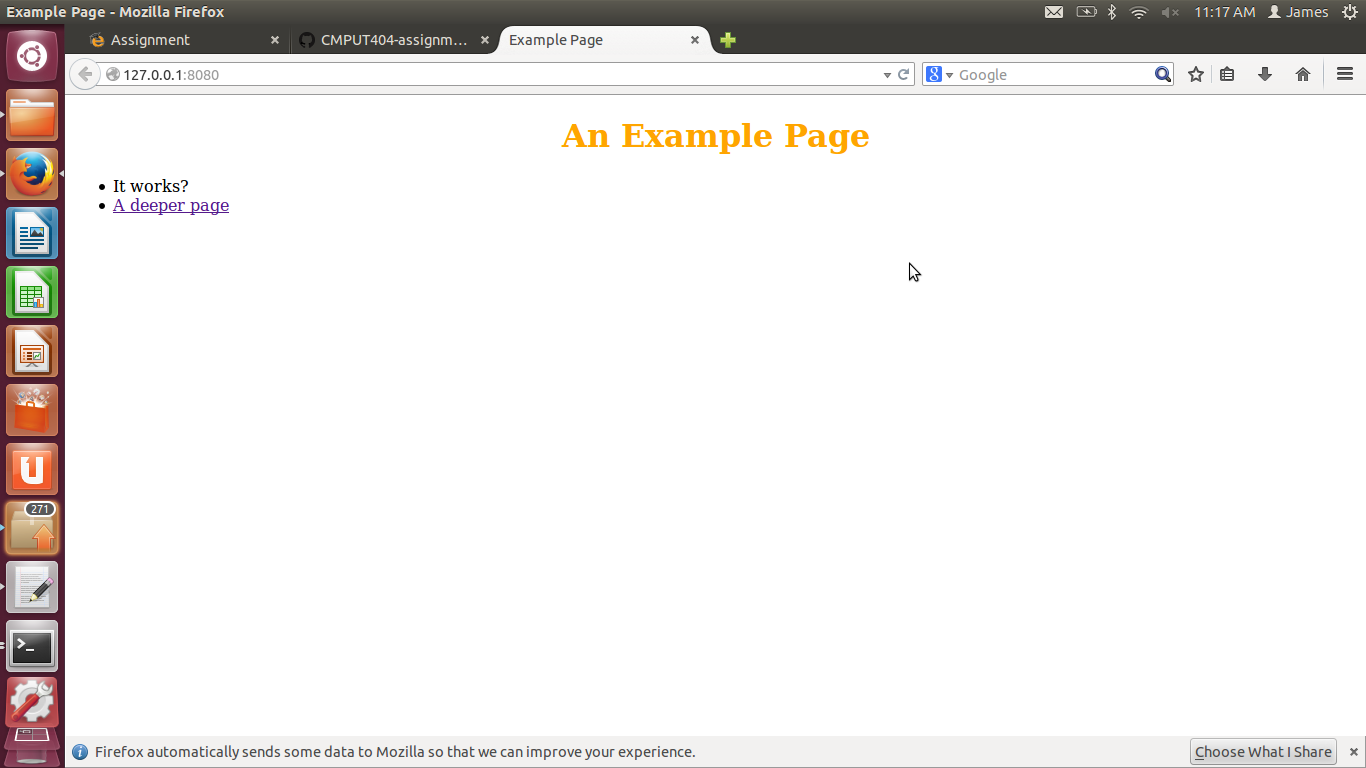 Example Page - Mozilla Firefox
11:17 AM
James
Assignment
CMPUT404-assignm...
Example Page
127.0.0.1:8080
Google
An Example Page
It works?
A deeper page
271
Firefox automatically sends some data to Mozilla so that we can improve your experience.
Choose What I Share